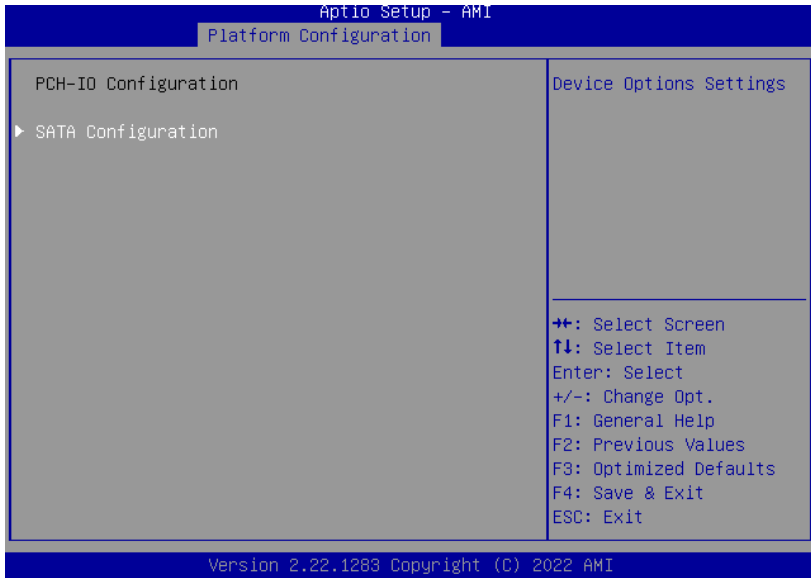 Aptio Setup - AMI
Platform Configuration
PCH-IO Configuration
SATA Configuration
Device Options Settings
→←: Select Screen
↑↓: Select Item
Enter: Select
+/-: Change Opt.
F1: General Help
F2: Previous Values
F3: Optimized Defaults
F4: Save & Exit
ESC: Exit
Version 2.22.1283 Copyright (C) 2022 AMI